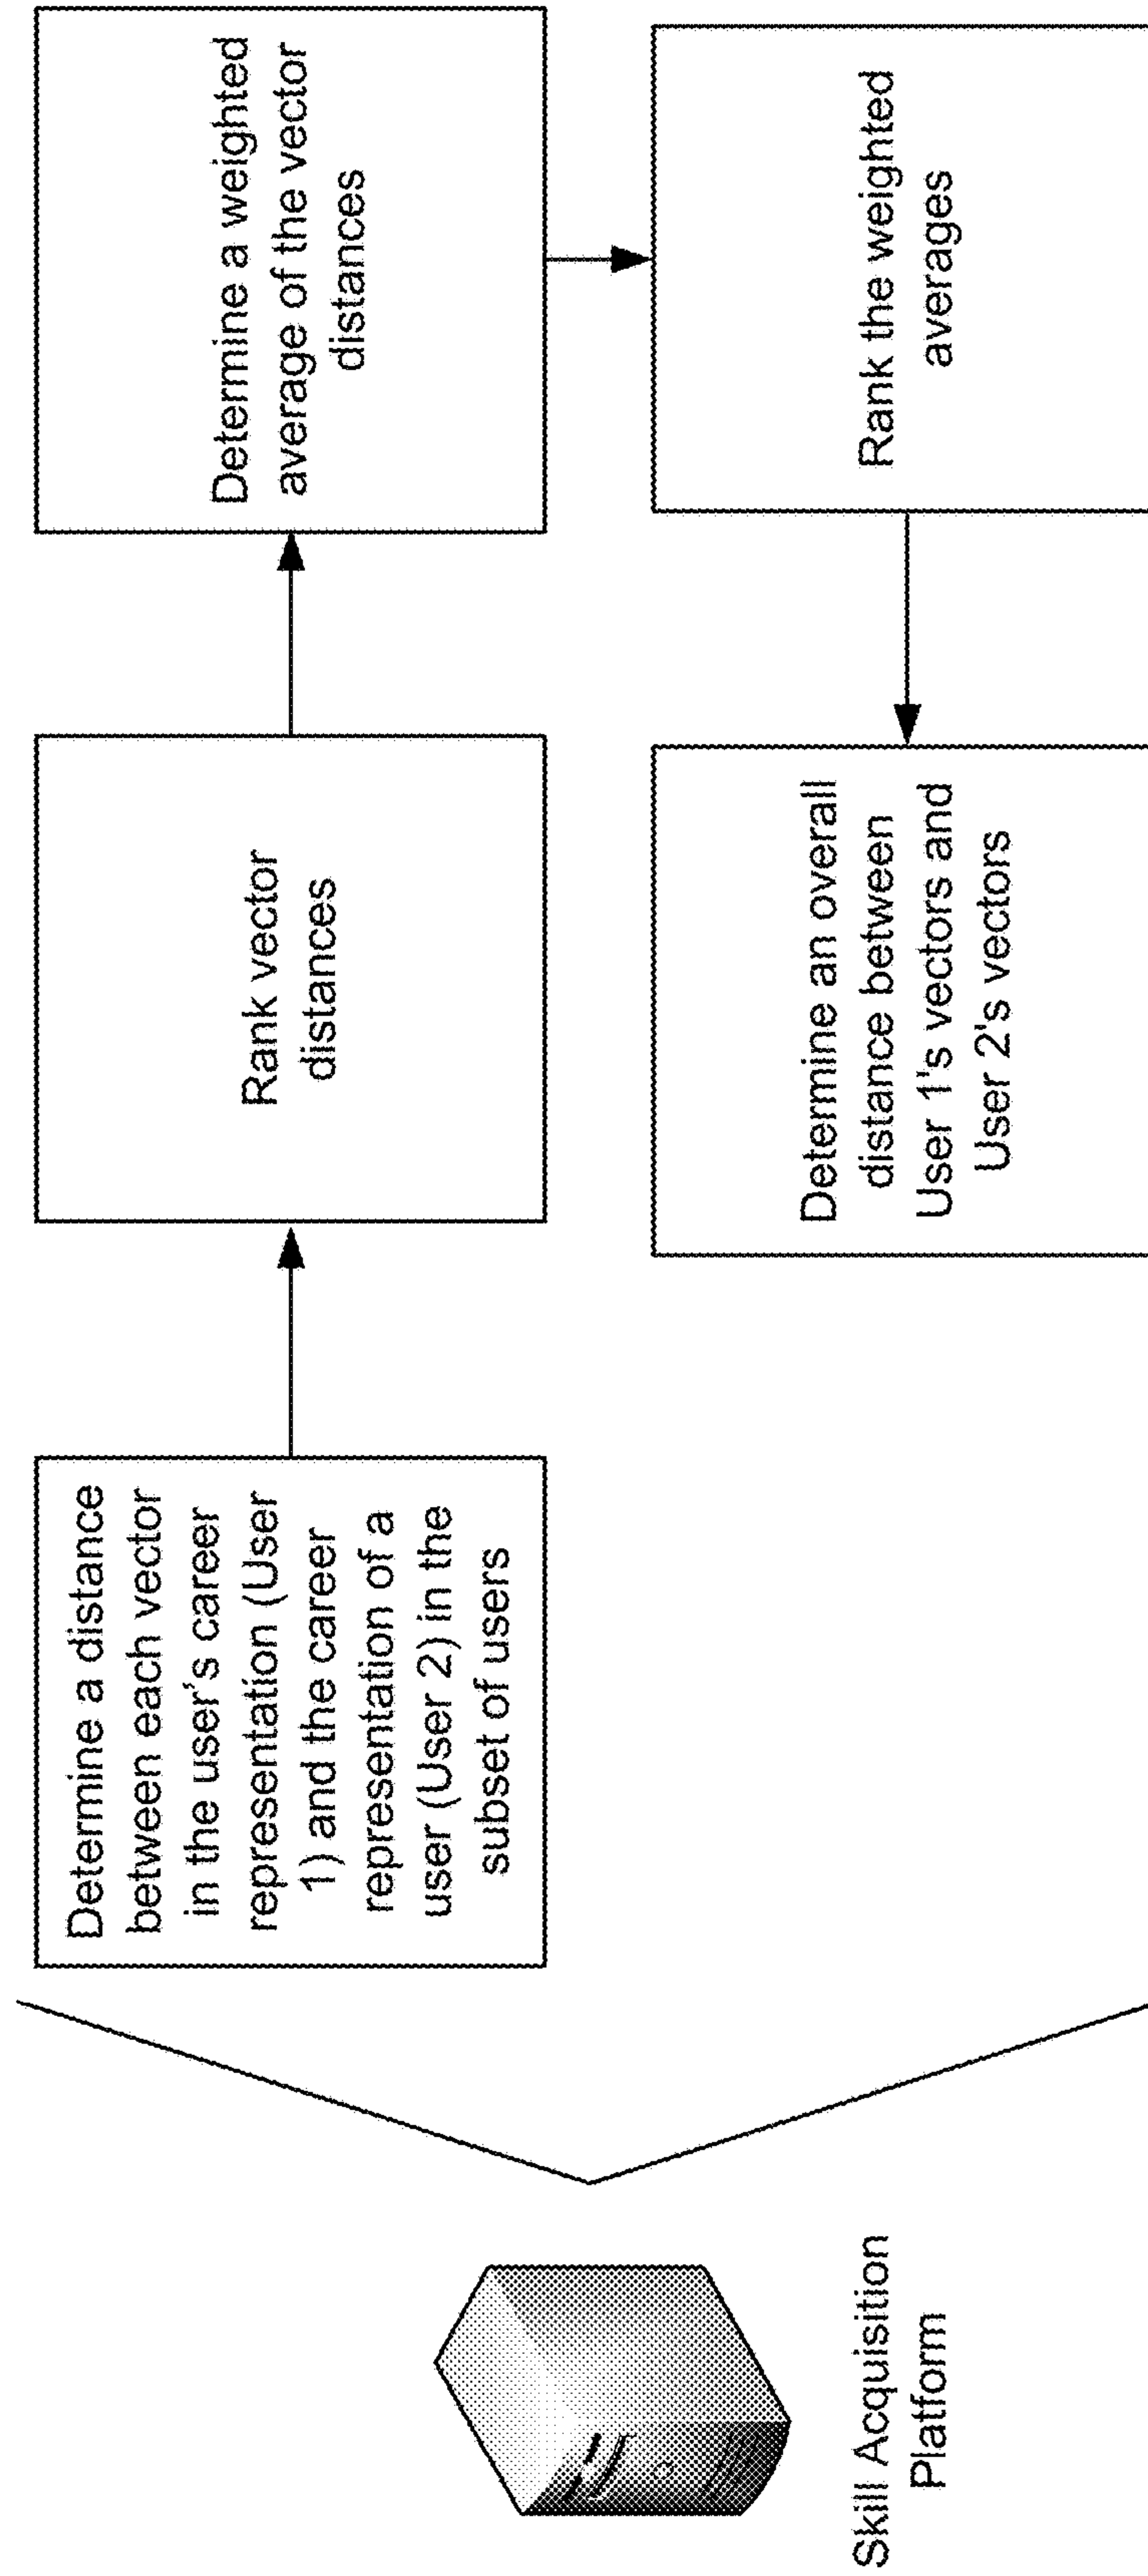 Skill Acquisition
Platform
Determine a distance
between each vector
in the user's career
representation (User
1) and the career
representation of a
user (User 2) in the
subset of users
Rank vector
distances
Determine a weighted
average of the vector
distances
Rank the weighted
averages
Determine an overall
distance between
User 1's vectors and
User 2's vectors